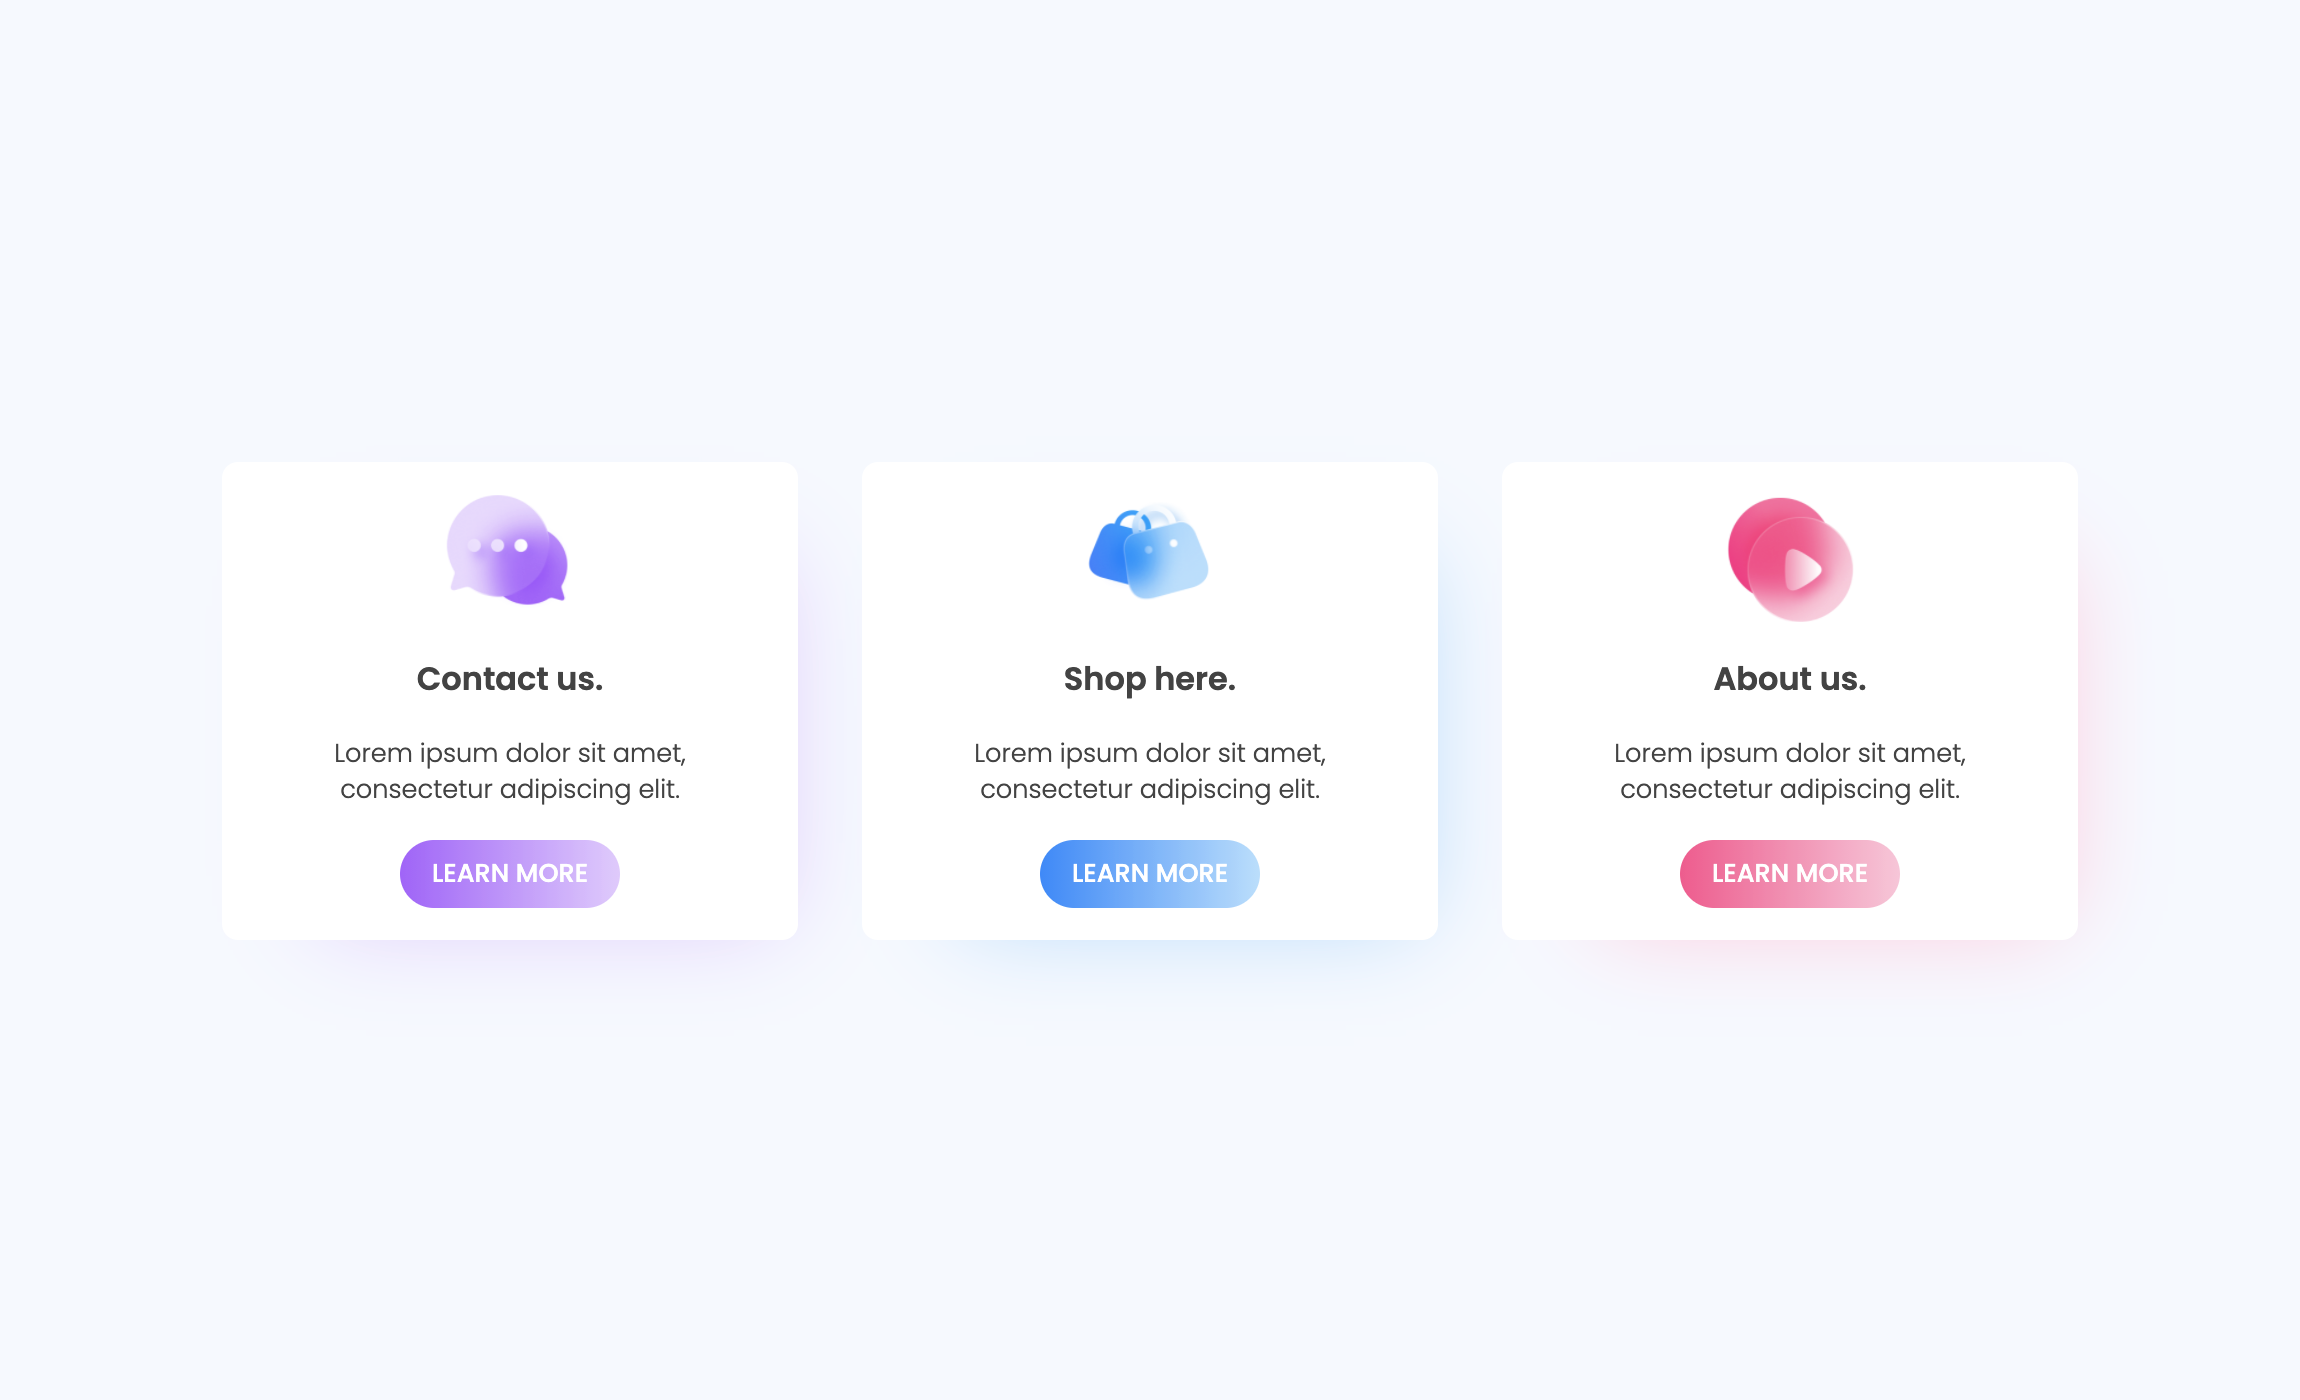 Contact us.
Lorem ipsum dolor sit amet,
consectetur adipiscing elit.
LEARN MORE
Shop here.
Lorem ipsum dolor sit amet,
consectetur adipiscing elit.
LEARN MORE
About us.
Lorem ipsum dolor sit amet,
consectetur adipiscing elit.
LEARN MORE